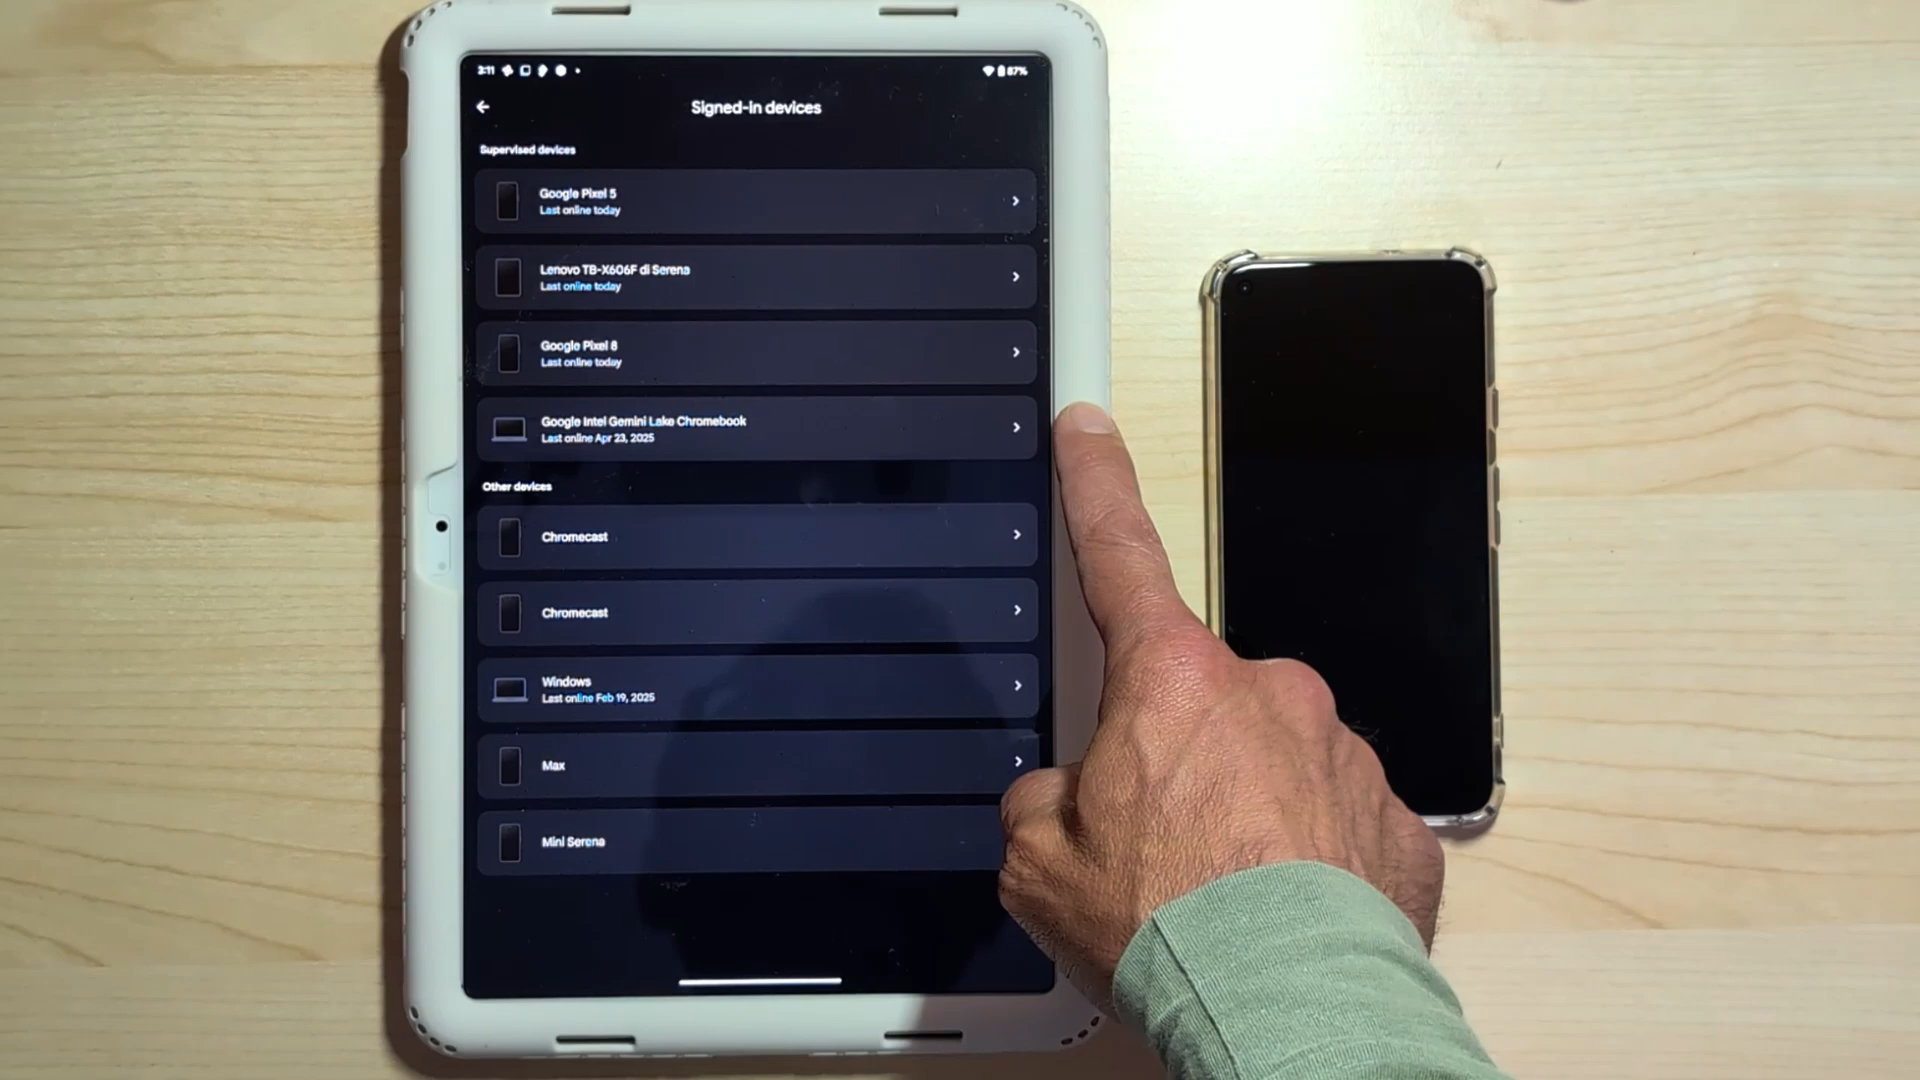 3:11
87%
Signed-in devices
Supervised devices
Google Pixel 5
Last online today
Lenovo TB-X606F di Serena
Last online today
Google Pixel 8
Last online today
Google Intel Gemini Lake Chromebook
Last online Apr 23, 2025
Other devices
Chromecast
Chromecast
Windows
Last online Feb 19, 2025
Max
Mini Serena